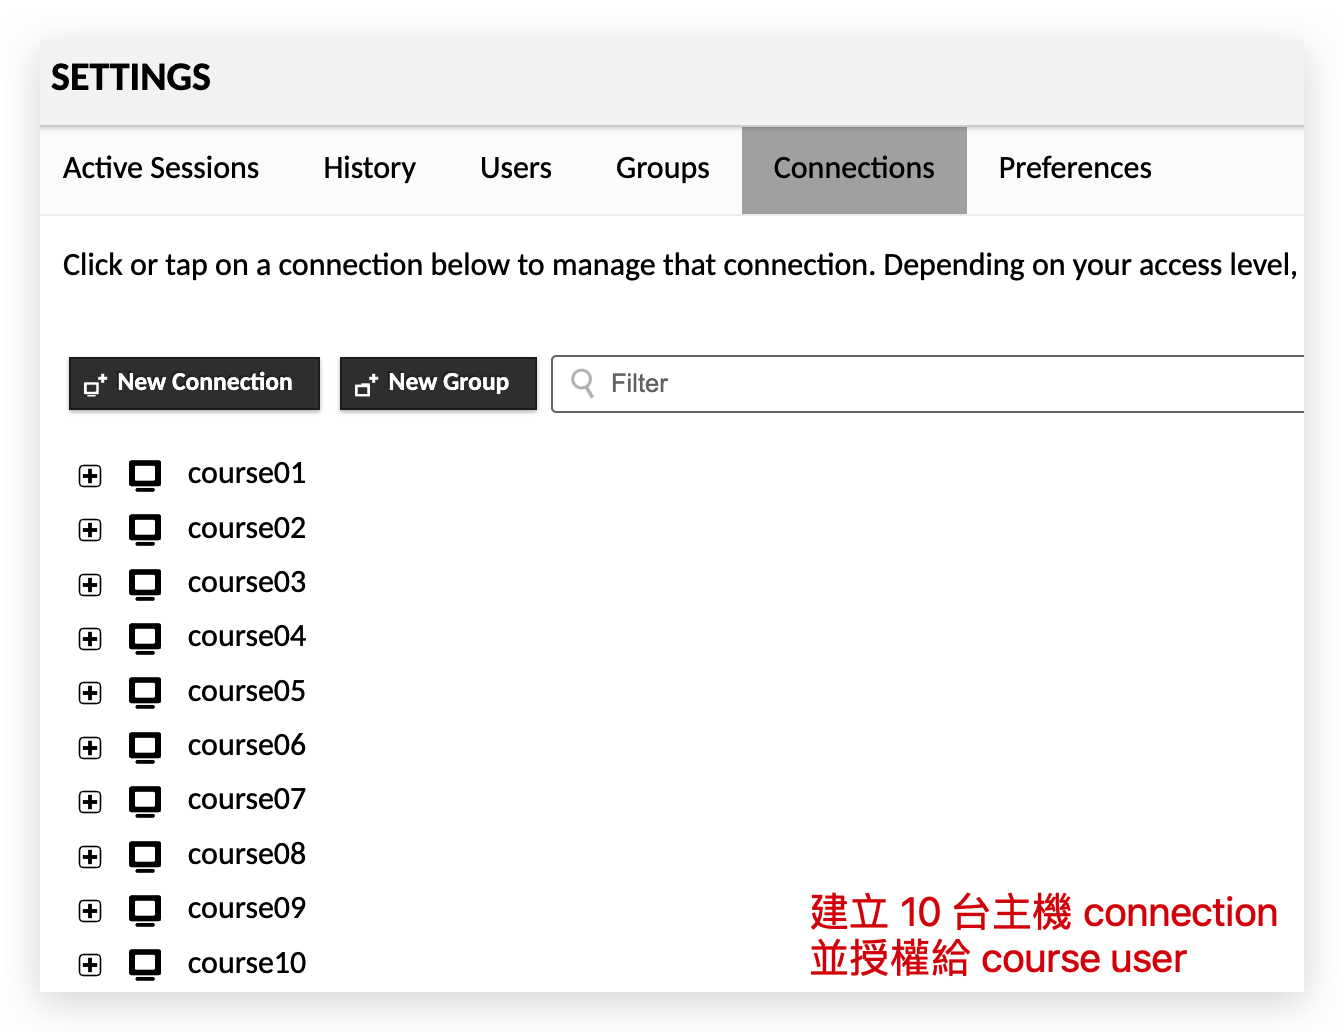 SETTINGS
Active Sessions History Users Groups Connections Preferences
Click or tap on a connection below to manage that connection. Depending on your access level,
New Connection New Group Filter
course01
course02
course03
course04
course05
course06
course07
course08
course09
course10
建立 10 台主機 connection
並授權給 course user